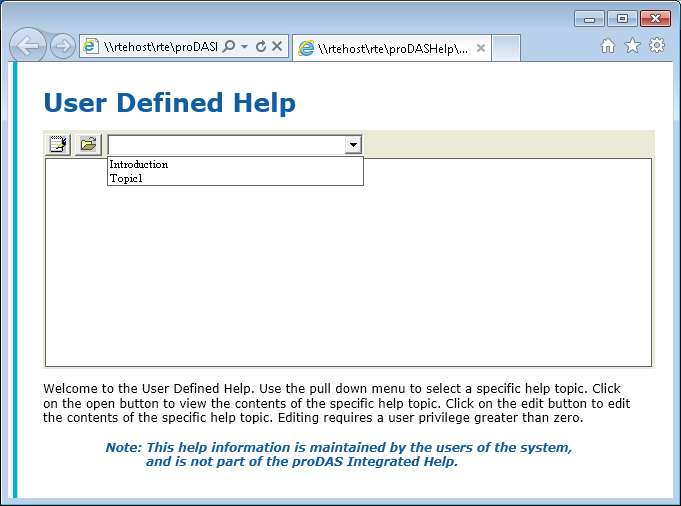 \\rtehost\rte\proDASI
\\rtehost\rte\proDASHelp\...
User Defined Help
Introduction
Topic1
Welcome to the User Defined Help. Use the pull down menu to select a specific help topic. Click
on the open button to view the contents of the specific help topic. Click on the edit button to edit
the contents of the specific help topic. Editing requires a user privilege greater than zero.
Note: This help information is maintained by the users of the system,
and is not part of the proDAS Integrated Help.